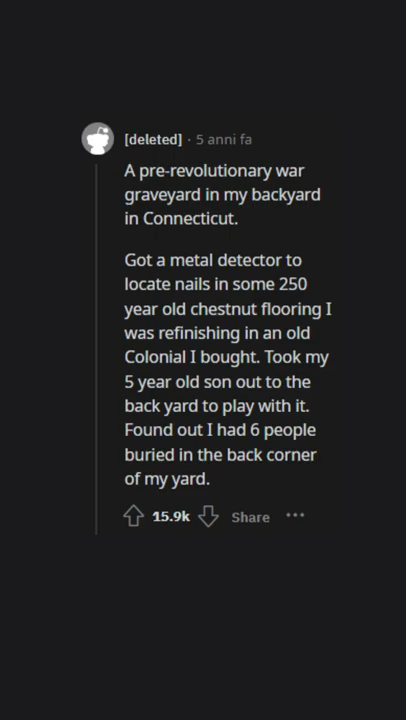 [deleted] · 5 anni fa
A pre-revolutionary war
graveyard in my backyard
in Connecticut.
Got a metal detector to
locate nails in some 250
year old chestnut flooring I
was refinishing in an old
Colonial I bought. Took my
5 year old son out to the
back yard to play with it.
Found out I had 6 people
buried in the back corner
of my yard.
15.9k Share •••